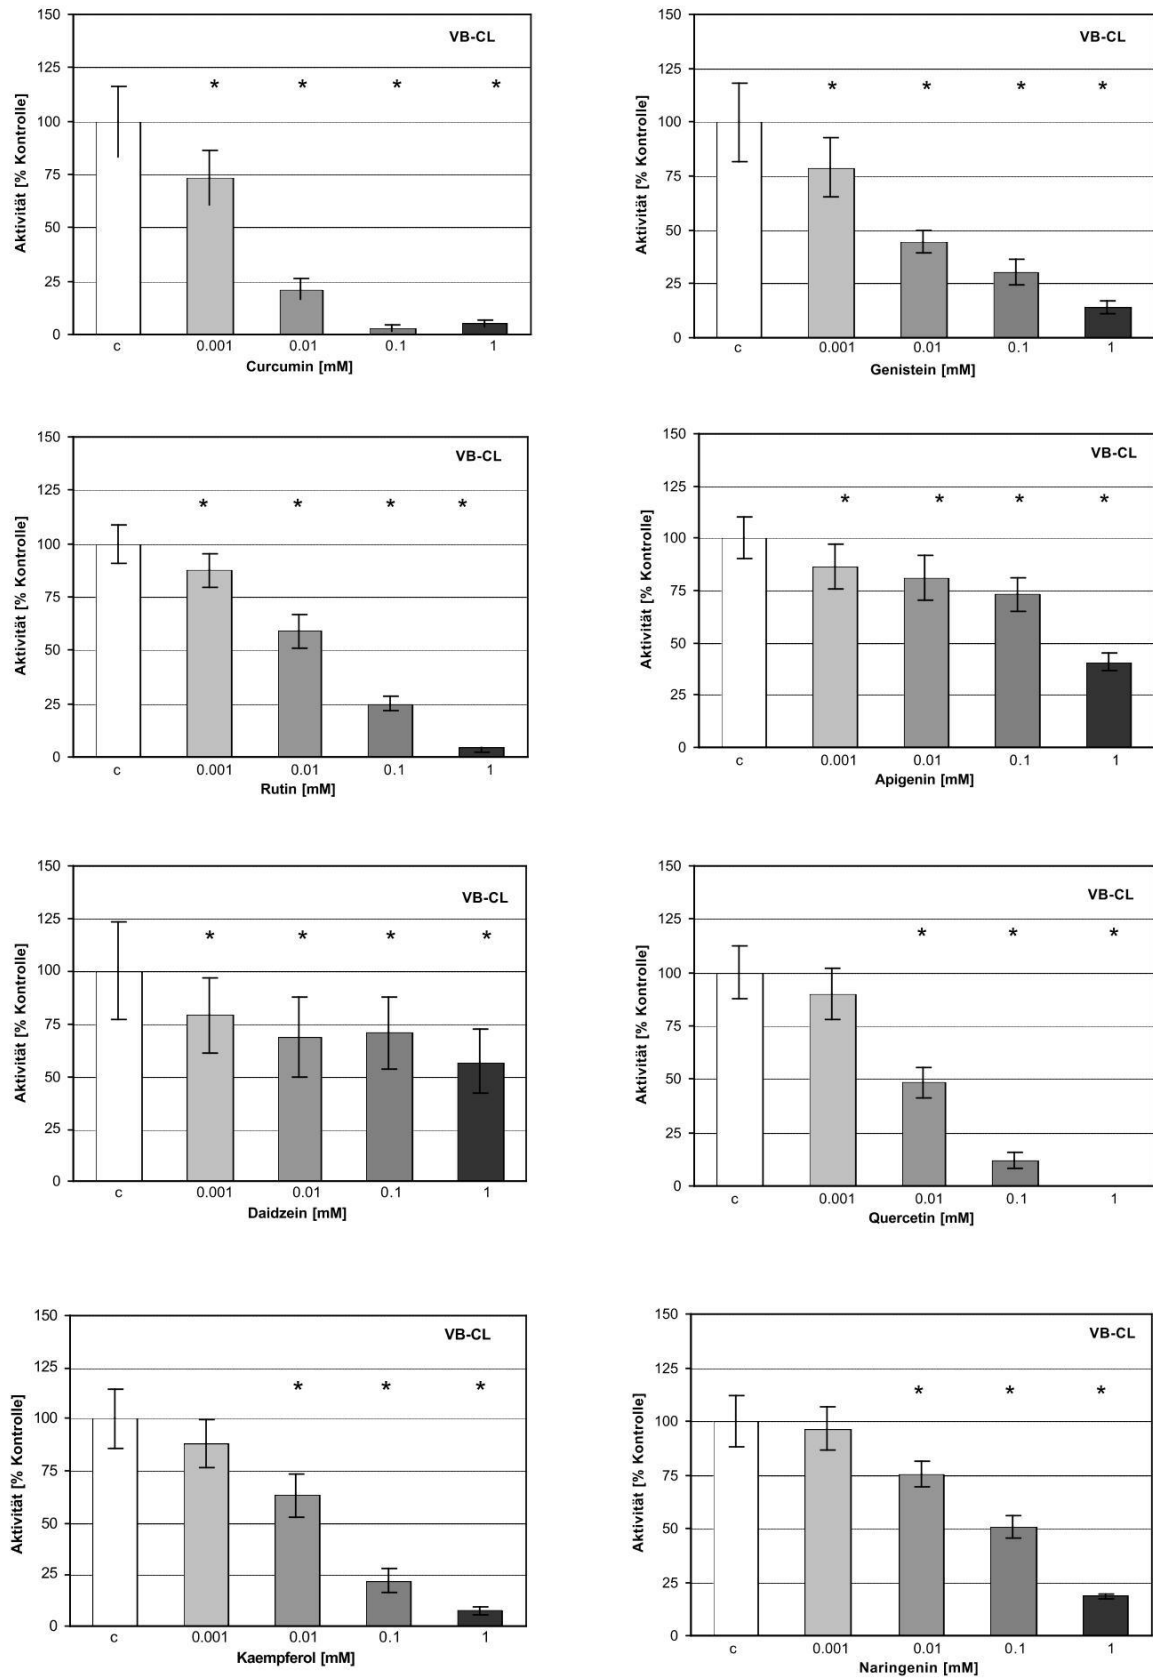 150
125
100
75
50
25
0
Aktivität [% Kontrolle]
VB-CL
* * * *
c 0.001 0.01 0.1 1
Curcumin [mM]
150
125
100
75
50
25
0
Aktivität [% Kontrolle]
VB-CL
* * * *
c 0.001 0.01 0.1 1
Genistein [mM]
150
125
100
75
50
25
0
Aktivität [% Kontrolle]
VB-CL
* * * *
c 0.001 0.01 0.1 1
Rutin [mM]
150
125
100
75
50
25
0
Aktivität [% Kontrolle]
VB-CL
* * * *
c 0.001 0.01 0.1 1
Apigenin [mM]
150
125
100
75
50
25
0
Aktivität [% Kontrolle]
VB-CL
* * * *
c 0.001 0.01 0.1 1
Daidzein [mM]
150
125
100
75
50
25
0
Aktivität [% Kontrolle]
VB-CL
* * *
c 0.001 0.01 0.1 1
Quercetin [mM]
150
125
100
75
50
25
0
Aktivität [% Kontrolle]
VB-CL
* * *
c 0.001 0.01 0.1 1
Kaempferol [mM]
150
125
100
75
50
25
0
Aktivität [% Kontrolle]
VB-CL
* * *
c 0.001 0.01 0.1 1
Naringenin [mM]